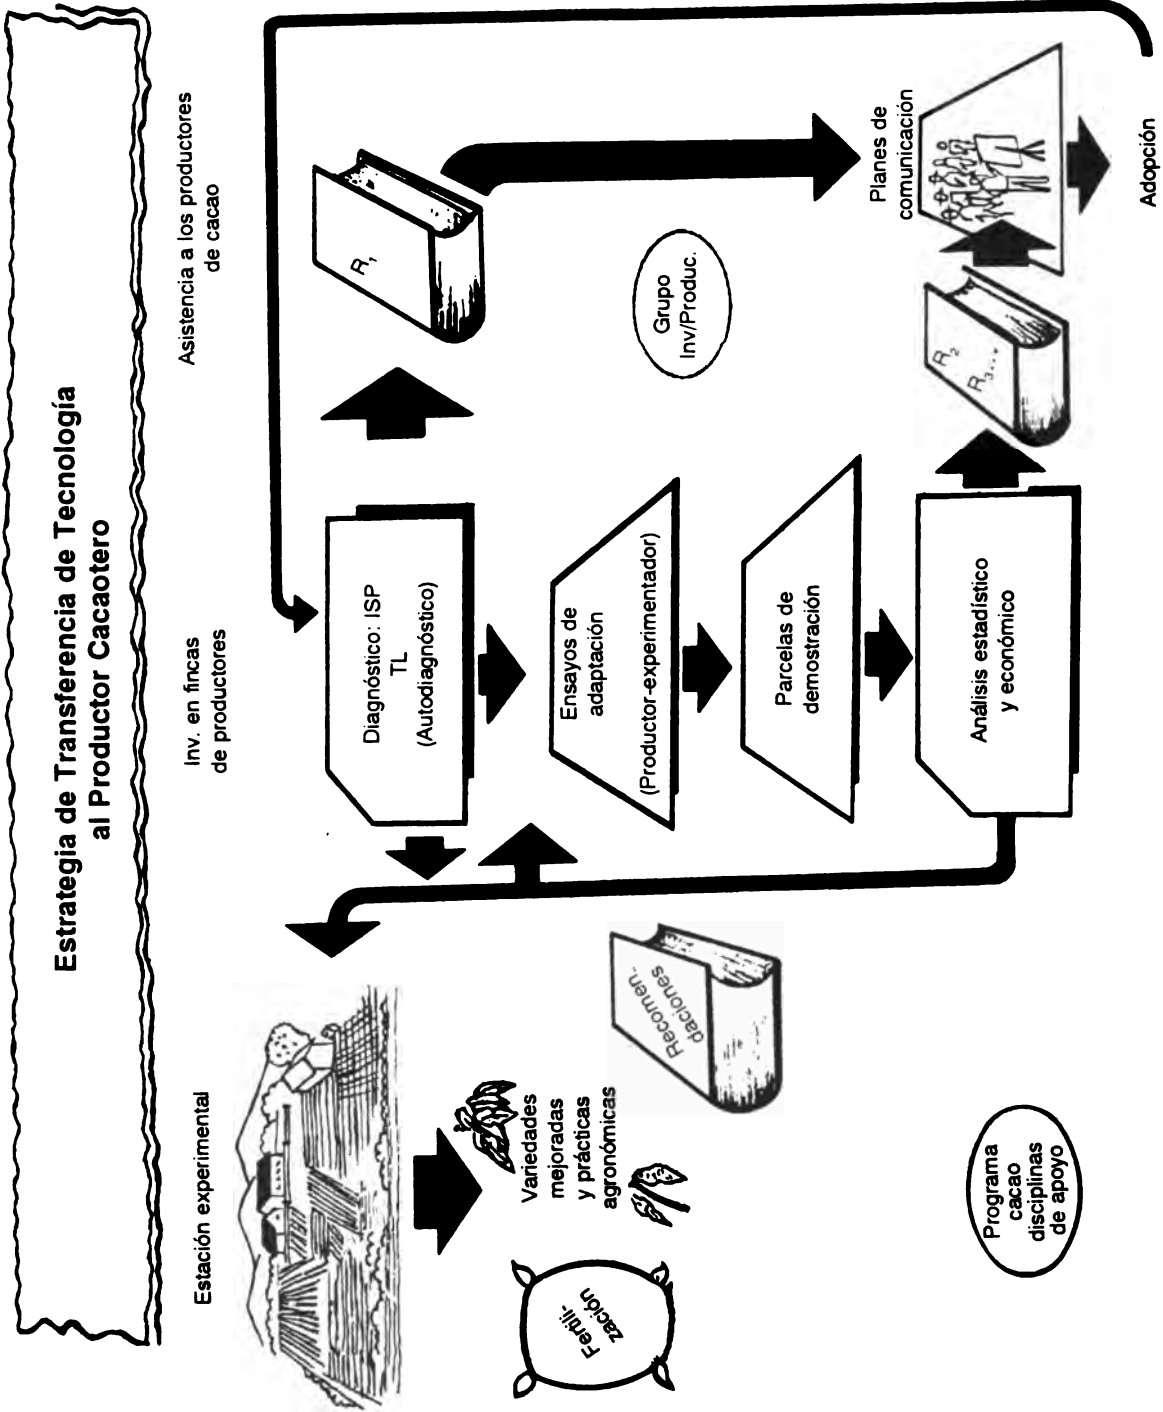 Estrategia de Transferencia de Tecnología
al Productor Cacaotero
Estación experimental
Inv. en fincas
de productores
Asistencia a los productores
de cacao
Diagnóstico: ISP
TL
(Autodiagnóstico)
R1
Variedades
mejoradas
y prácticas
agronómicas
Fertili-
zación
Recomen.
daciones
Ensayos de
adaptación
(Productor-experimentador)
Grupo
Inv/Produc.
Parcelas de
demostración
Planes de
comunicación
Programa
cacao
disciplinas
de apoyo
Análisis estadístico
y económico
R2
R3...
Adopción